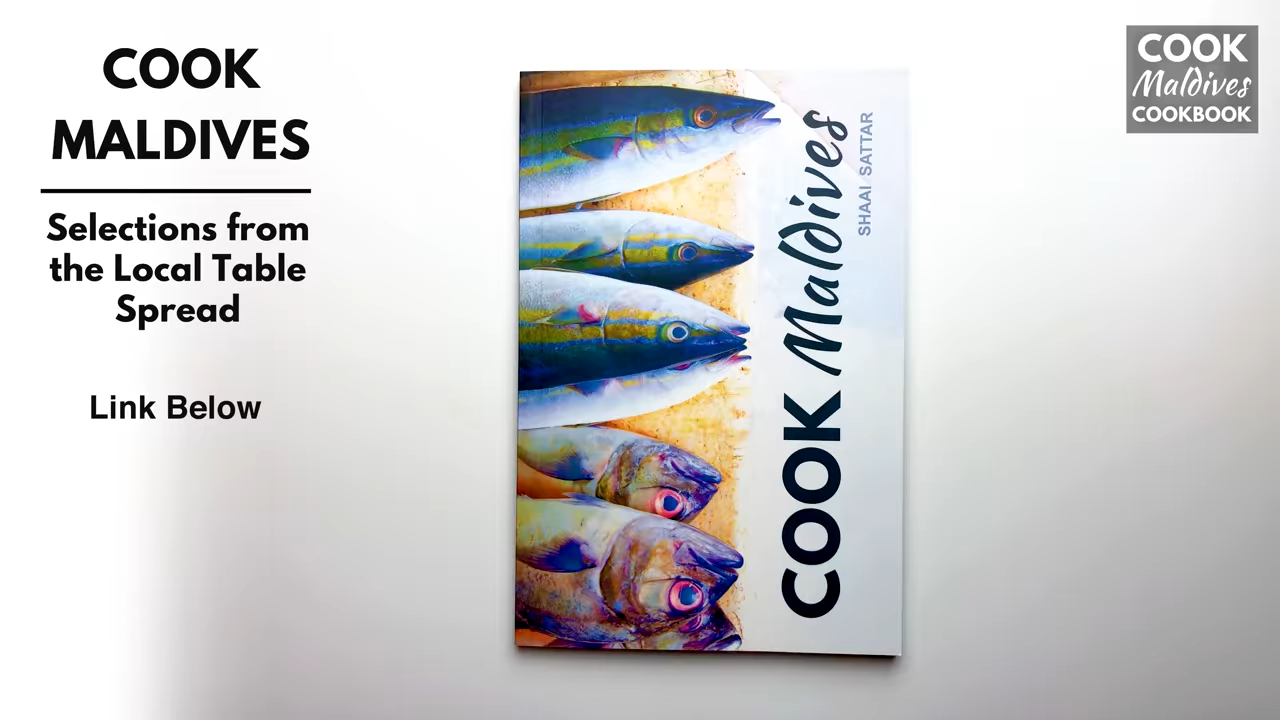 COOK
MALDIVES
Selections from
the Local Table
Spread
Link Below
COOK Maldives
SHAAI SATTAR
COOK
Maldives
COOKBOOK